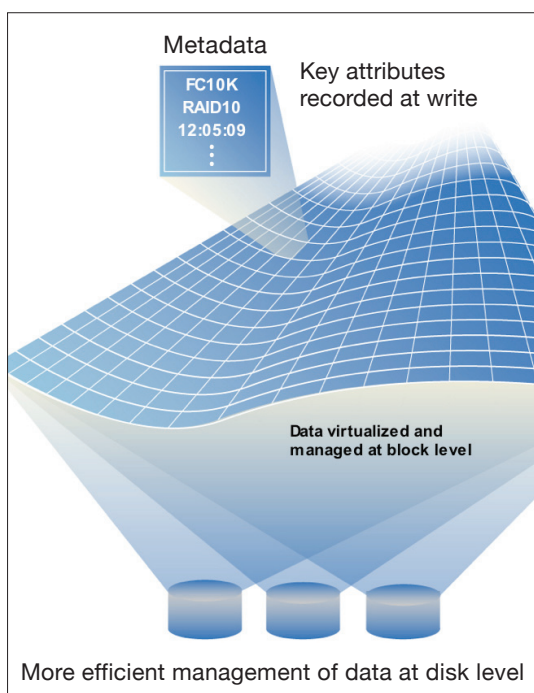 Metadata
Key attributes
recorded at write
FC10K
RAID10
12:05:09
Data virtualized and
managed at block level
More efficient management of data at disk level